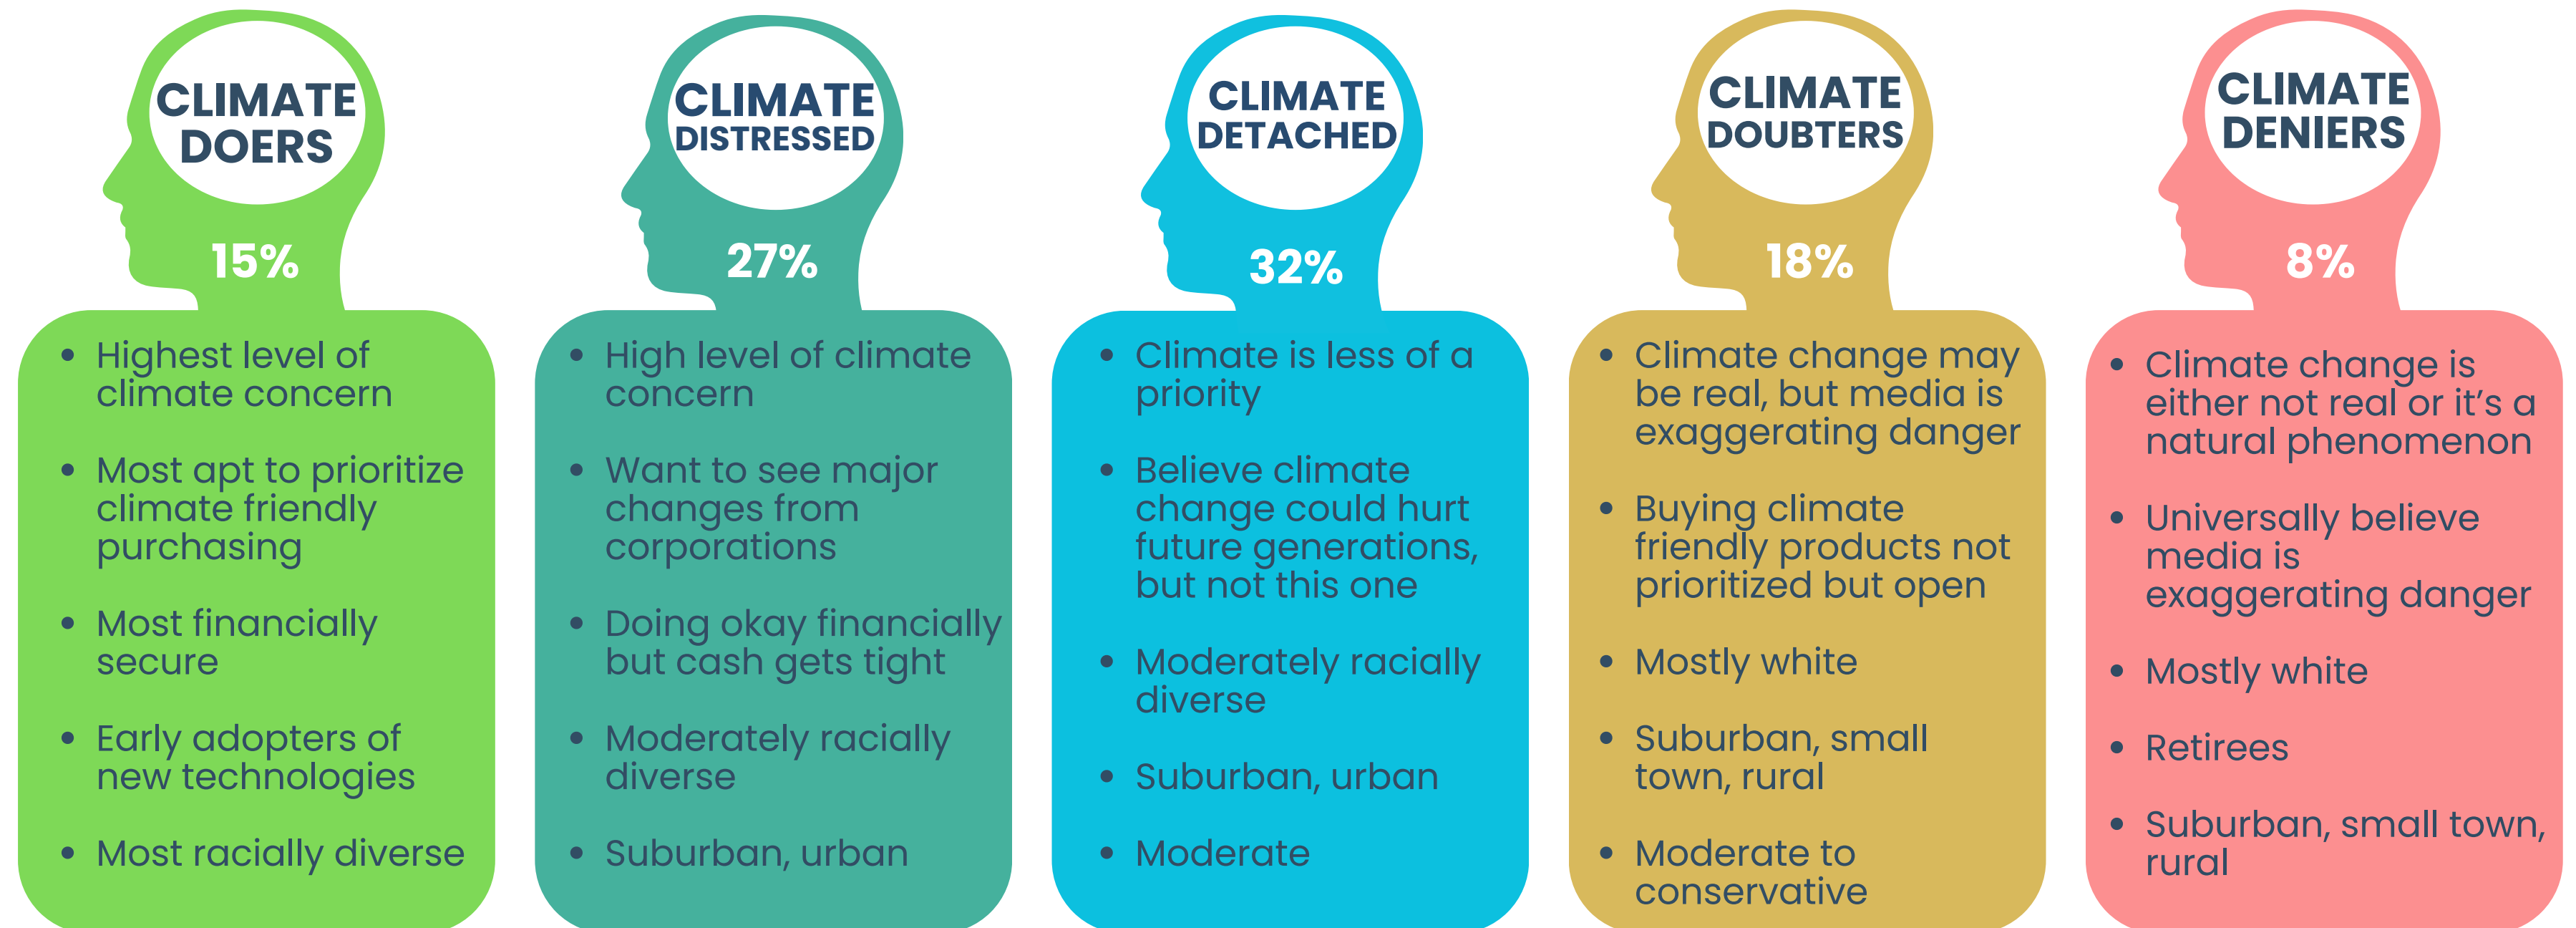 CLIMATE
DOERS
15%
• Highest level of
climate concern
• Most apt to prioritize
climate friendly
purchasing
• Most financially
secure
• Early adopters of
new technologies
• Most racially diverse
CLIMATE
DISTRESSED
27%
• High level of climate
concern
• Want to see major
changes from
corporations
• Doing okay financially
but cash gets tight
• Moderately racially
diverse
• Suburban, urban
CLIMATE
DETACHED
32%
• Climate is less of a
priority
• Believe climate
change could hurt
future generations,
but not this one
• Moderately racially
diverse
• Suburban, urban
• Moderate
CLIMATE
DOUBTERS
18%
• Climate change may
be real, but media is
exaggerating danger
• Buying climate
friendly products not
prioritized but open
• Mostly white
• Suburban, small
town, rural
• Moderate to
conservative
CLIMATE
DENIERS
8%
• Climate change is
either not real or it’s a
natural phenomenon
• Universally believe
media is
exaggerating danger
• Mostly white
• Retirees
• Suburban, small town,
rural